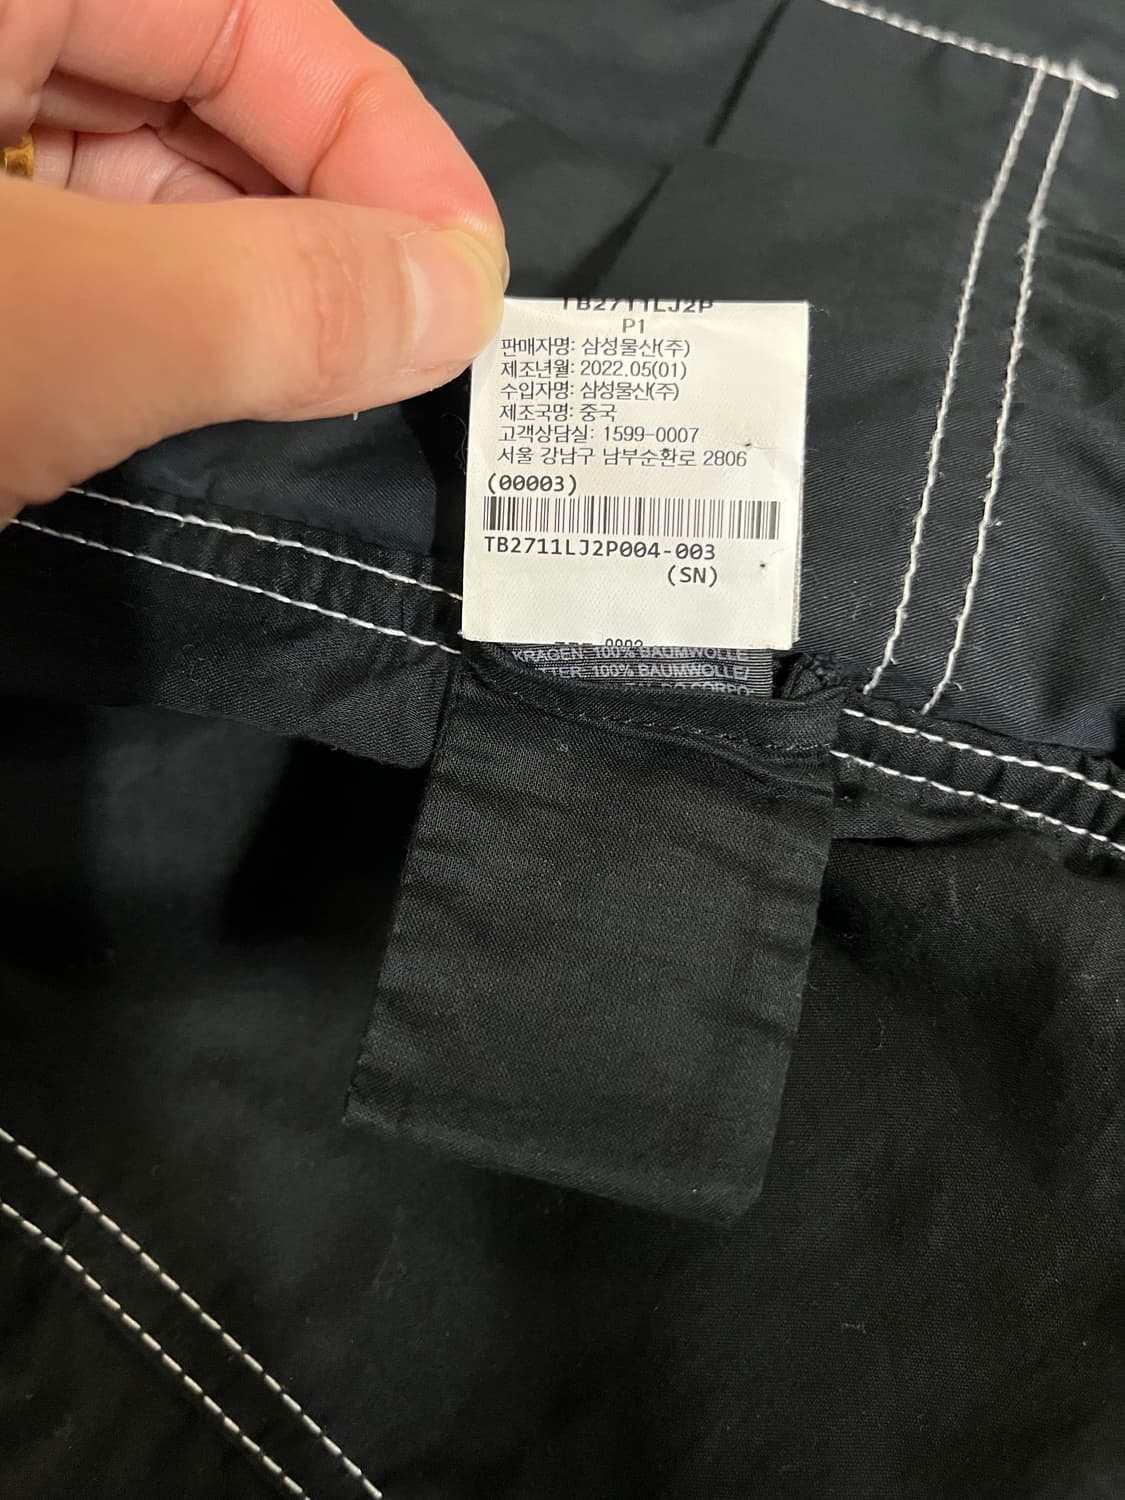 TB2711LJ2P
P1
판매자명: 삼성물산(주)
제조년월: 2022.05(01)
수입자명: 삼성물산(주)
제조국명: 중국
고객상담실: 1599-0007
서울 강남구 남부순환로 2806
(00003)
TB2711LJ2P004-003
(SN)
KRAGEN 100% BAUMWOLLE
100% BAUMWOLLE/
CORPO